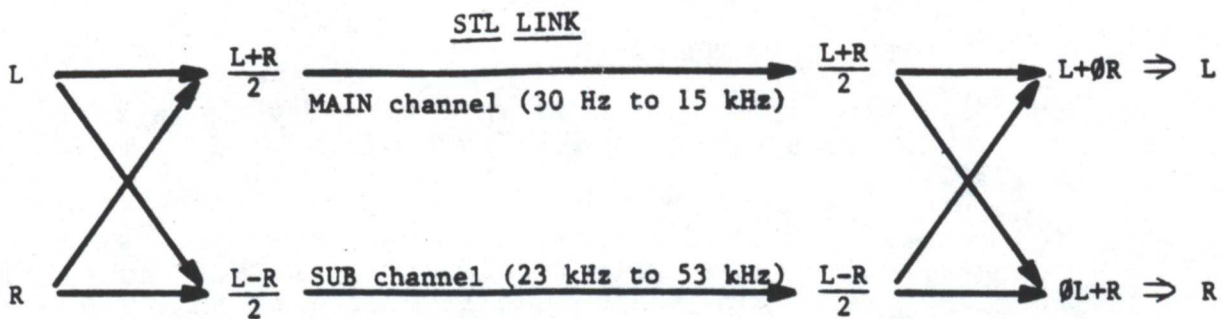 STL LINK
L L+R/2 L+R/2 L+ØR ⇒ L
MAIN channel (30 Hz to 15 kHz)
R L-R/2 SUB channel (23 kHz to 53 kHz) L-R/2 ØL+R ⇒ R